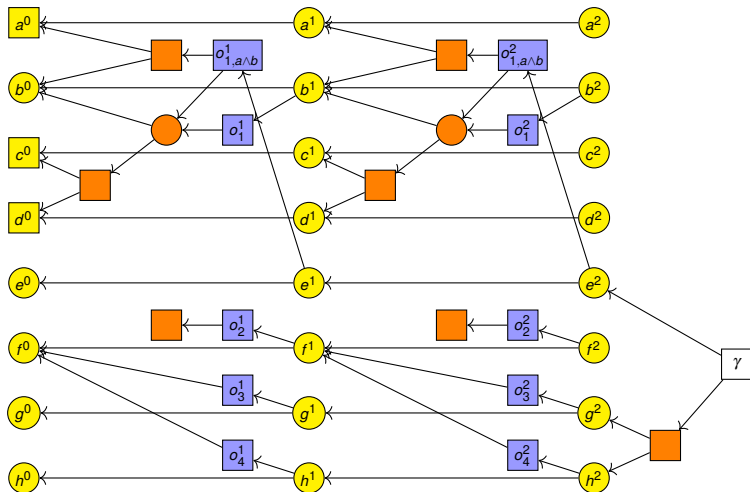 a⁰ a¹ a²
o¹₁,ₐ∧b o²₁,ₐ∧b
b⁰ b¹ b²
o¹₁ o²₁
c⁰ c¹ c²
d⁰ d¹ d²
e⁰ e¹ e²
o¹₂ o²₂
f⁰ f¹ f²
γ
o¹₃ o²₃
g⁰ g¹ g²
o¹₄ o²₄
h⁰ h¹ h²